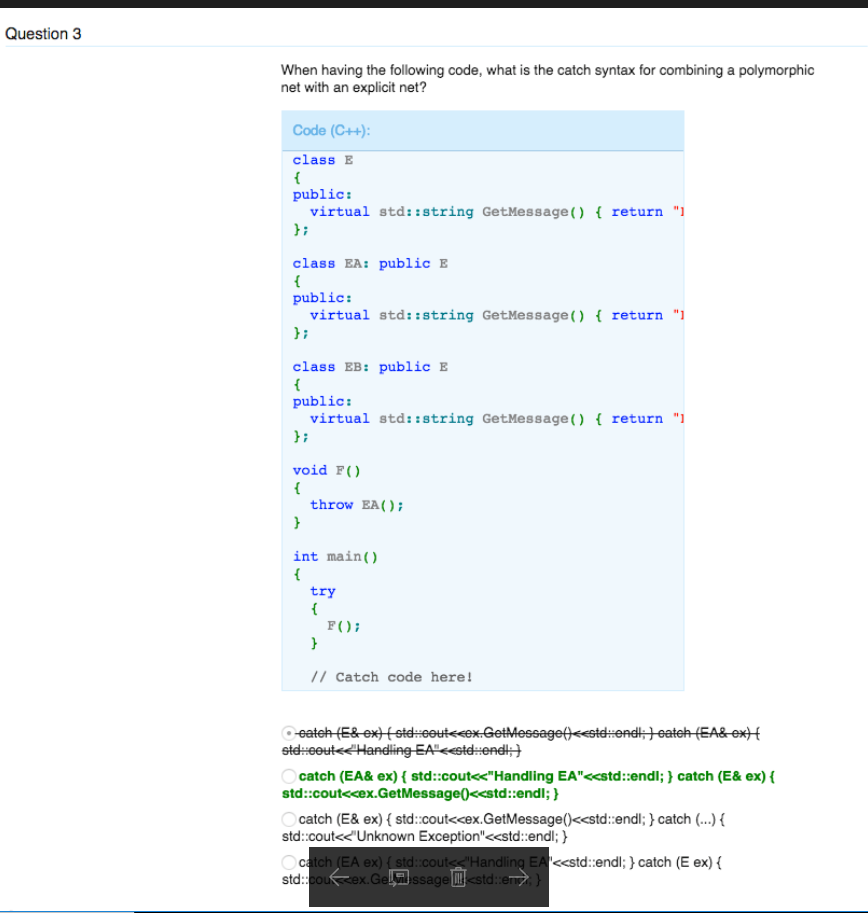 Question 3
When having the following code, what is the catch syntax for combining a polymorphic
net with an explicit net?
Code (C++):
class E
{
public:
virtual std::string GetMessage() { return "
};
class EA: public E
{
public:
virtual std::string GetMessage() { return "
};
class EB: public E
{
public:
virtual std::string GetMessage() { return "
};
void F()
{
throw EA();
}
int main()
{
try
{
F();
}
// Catch code here!
catch (E& ex) { std::cout<<ex.GetMessage()<<std::endl; } catch (EA& ex) {
std::cout<<"Handling EA"<<std::endl; }
catch (EA& ex) { std::cout<<"Handling EA"<<std::endl; } catch (E& ex) {
std::cout<<ex.GetMessage()<<std::endl; }
catch (E& ex) { std::cout<<ex.GetMessage()<<std::endl; } catch (...) {
std::cout<<"Unknown Exception"<<std::endl; }
catch (EA ex) { std::cout<<"Handling EA"<<std::endl; } catch (E ex) {
std::cout<<ex.GetMessage()<<std::endl; }